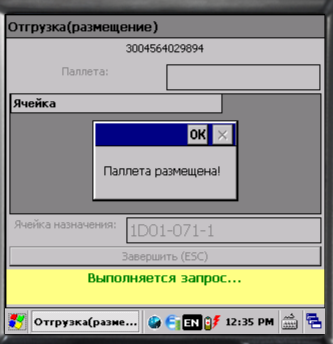 Отгрузка(размещение)
3004564029894
Паллета:
Ячейка
OK
Паллета размещена!
Ячейка назначения: 1D01-071-1
Завершить (ESC)
Выполняется запрос...
Отгрузка(разме... EN 12:35 PM